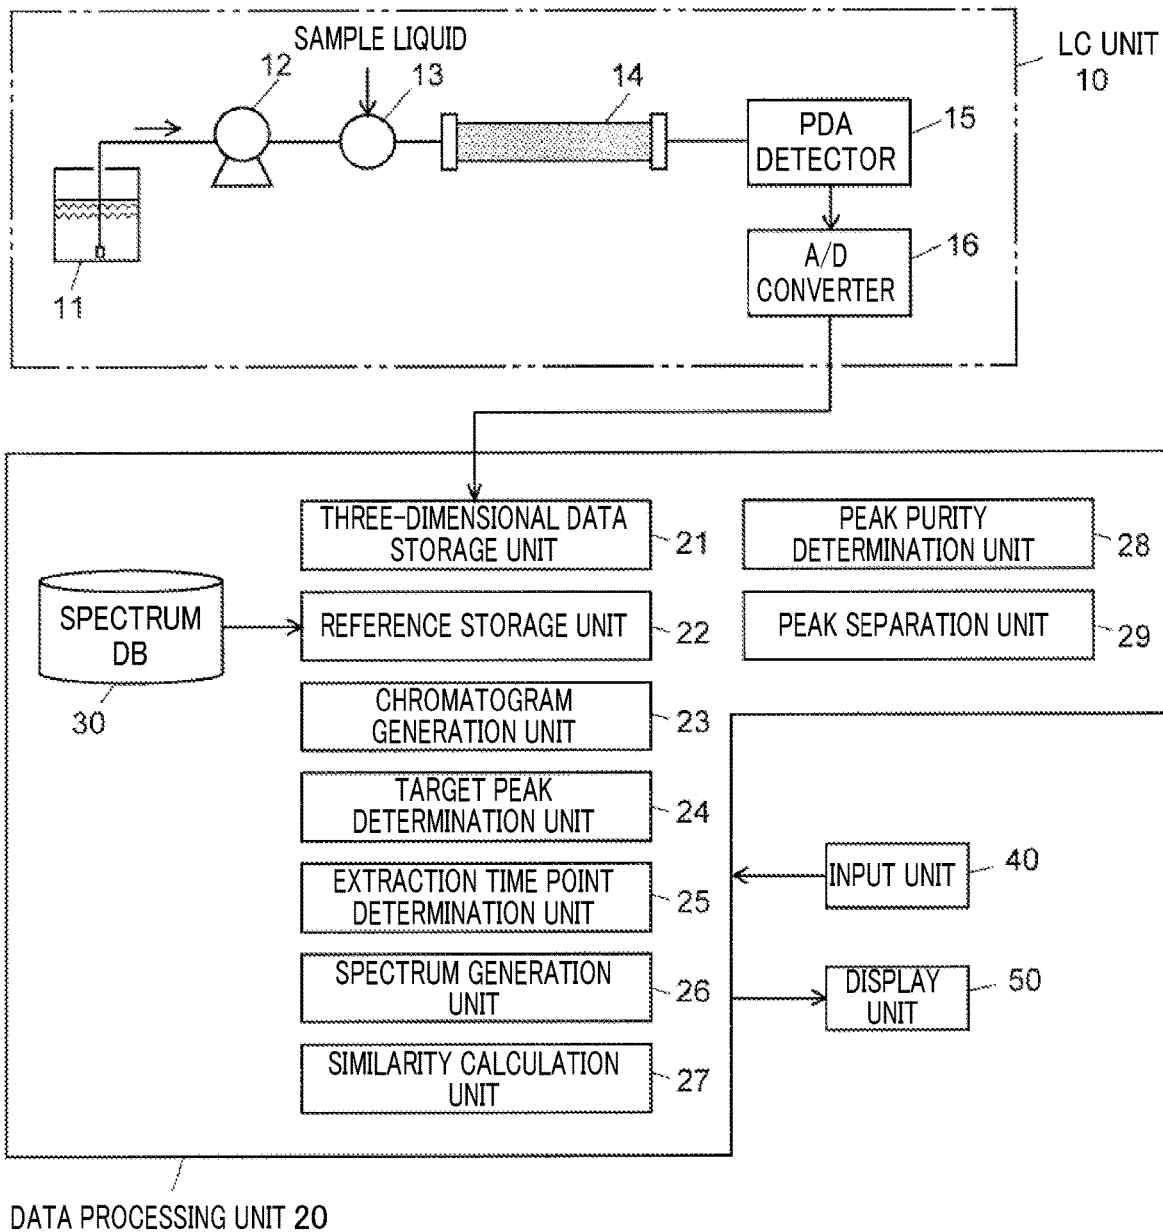 SAMPLE LIQUID
LC UNIT
10
12
13
14
PDA
DETECTOR
15
A/D
CONVERTER
16
11
THREE-DIMENSIONAL DATA
STORAGE UNIT
21
PEAK PURITY
DETERMINATION UNIT
28
SPECTRUM
DB
30
REFERENCE STORAGE UNIT
22
PEAK SEPARATION UNIT
29
CHROMATOGRAM
GENERATION UNIT
23
TARGET PEAK
DETERMINATION UNIT
24
EXTRACTION TIME POINT
DETERMINATION UNIT
25
INPUT UNIT
40
SPECTRUM GENERATION
UNIT
26
DISPLAY
UNIT
50
SIMILARITY CALCULATION
UNIT
27
DATA PROCESSING UNIT 20